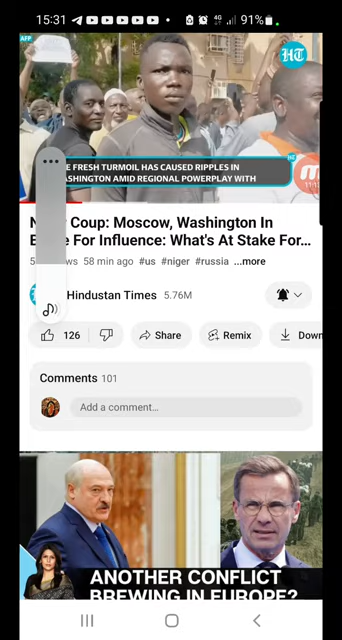 15:31
4G
91%
AFP
HT
E FRESH TURMOIL HAS CAUSED RIPPLES IN
ASHINGTON AMID REGIONAL POWERPLAY WITH
Coup: Moscow, Washington In
For Influence: What's At Stake For...
58 min ago #us #niger #russia ...more
Hindustan Times 5.76M
126
Share
Remix
Down
Comments 101
Add a comment...
ANOTHER CONFLICT
BREWING IN EUROPE?